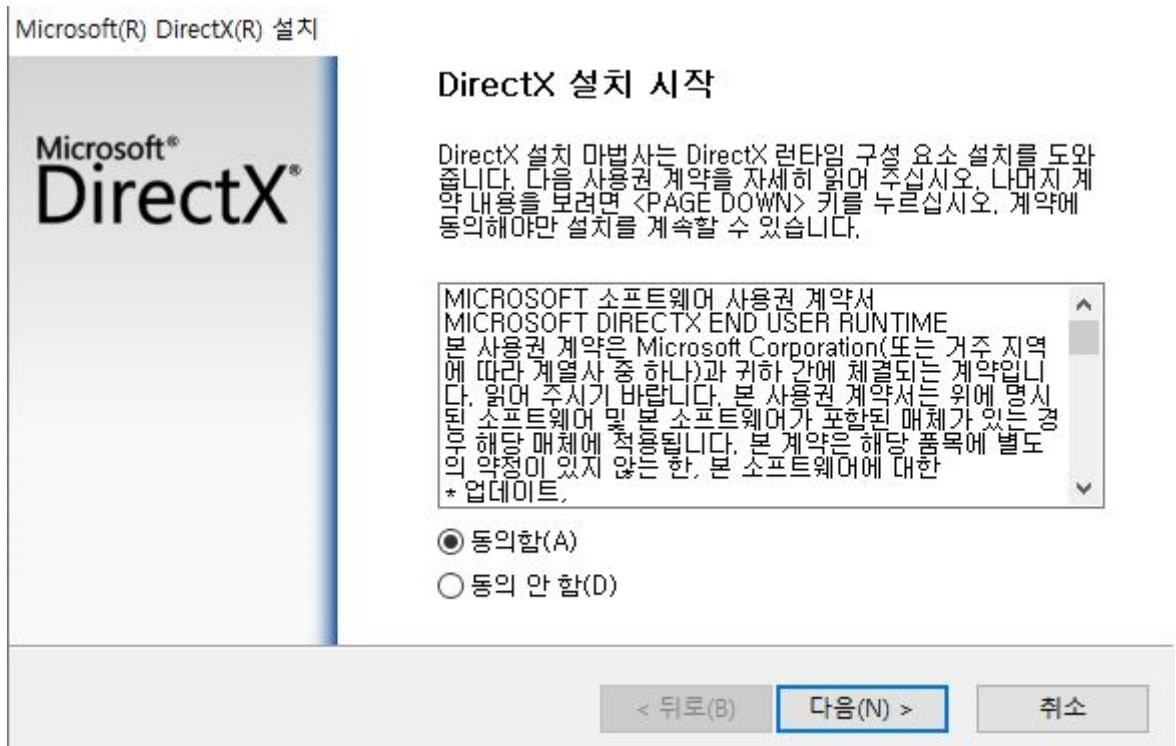 Microsoft(R) DirectX(R) 설치
Microsoft®
DirectX®
DirectX 설치 시작
DirectX 설치 마법사는 DirectX 런타임 구성 요소 설치를 도와
줍니다. 다음 사용권 계약을 자세히 읽어 주십시오. 나머지 계
약 내용을 보려면 <PAGE DOWN> 키를 누르십시오. 계약에
동의해야만 설치를 계속할 수 있습니다.
MICROSOFT 소프트웨어 사용권 계약서
MICROSOFT DIRECTX END USER RUNTIME
본 사용권 계약은 Microsoft Corporation(또는 거주 지역
에 따라 계열사 중 하나)과 귀하 간에 체결되는 계약입니
다. 읽어 주시기 바랍니다. 본 사용권 계약서는 위에 명시
된 소프트웨어 및 본 소프트웨어가 포함된 매체가 있는 경
우 해당 매체에 적용됩니다. 본 계약은 해당 품목에 별도
의 약정이 있지 않는 한, 본 소프트웨어에 대한
* 업데이트,
동의함(A)
동의 안 함(D)
< 뒤로(B)
다음(N) >
취소